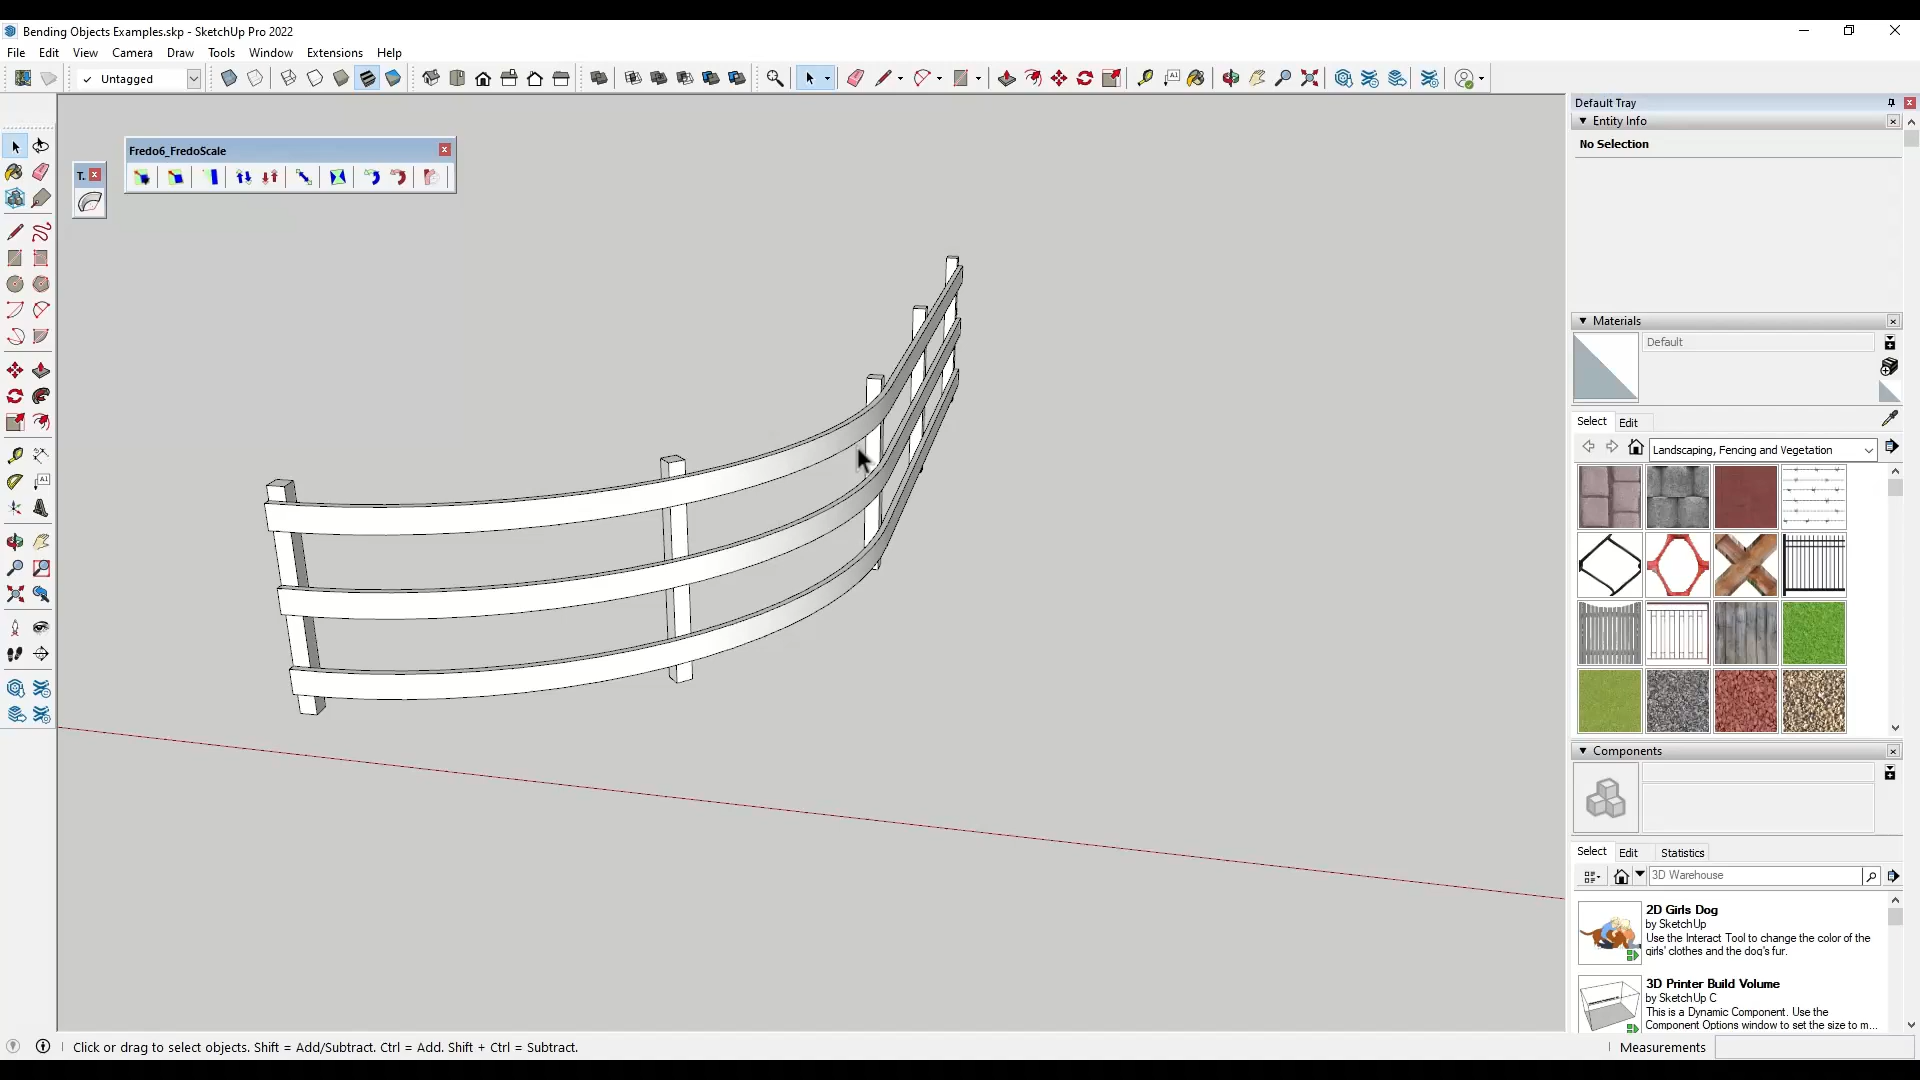 Bending Objects Examples.skp - SketchUp Pro 2022
File Edit View Camera Draw Tools Window Extensions Help
Untagged
Default Tray
Entity Info
No Selection
Fredo6_FredoScale
T.
Materials
Default
Select Edit
Landscaping, Fencing and Vegetation
Components
Select Edit Statistics
3D Warehouse
2D Girls Dog
by SketchUp
Use the Interact Tool to change the color of the
girls' clothes and the dog's fur.
3D Printer Build Volume
by SketchUp C
This is a Dynamic Component. Use the
Component Options window to set the size to m...
Click or drag to select objects. Shift = Add/Subtract. Ctrl = Add. Shift + Ctrl = Subtract.
Measurements